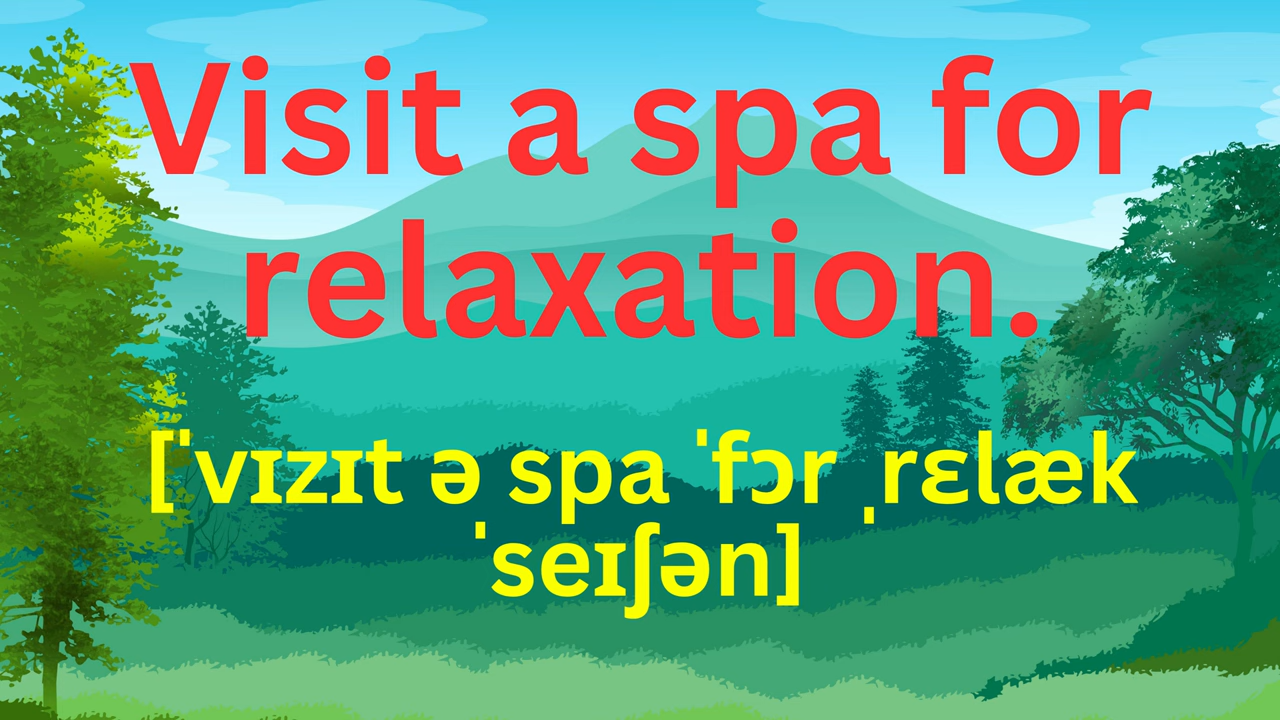 Visit a spa for
relaxation.
[ˈvɪzɪt ə spa ˈfɔr ˌrɛlæk
ˈseɪʃən]